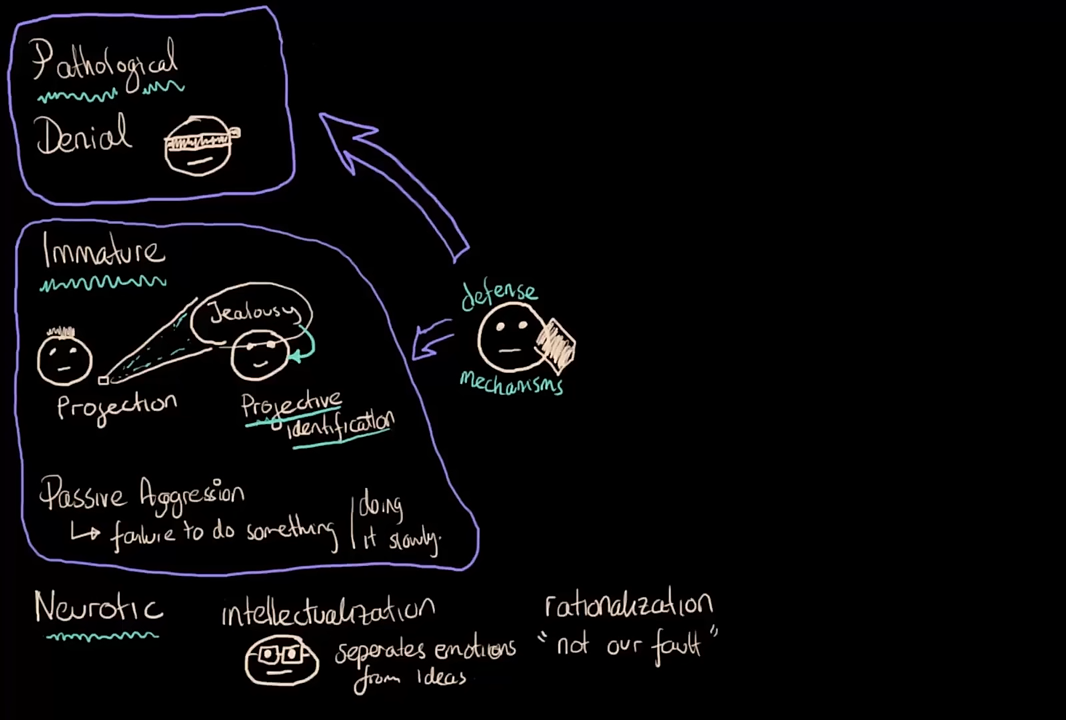 Pathological
Denial
Immature
Jealousy
Projection
Projective
identification
Passive Aggression
↳ failure to do something / doing
it slowly.
defense
mechanisms
Neurotic
intellectualization
seperates emotions
from ideas
rationalization
"not our fault"